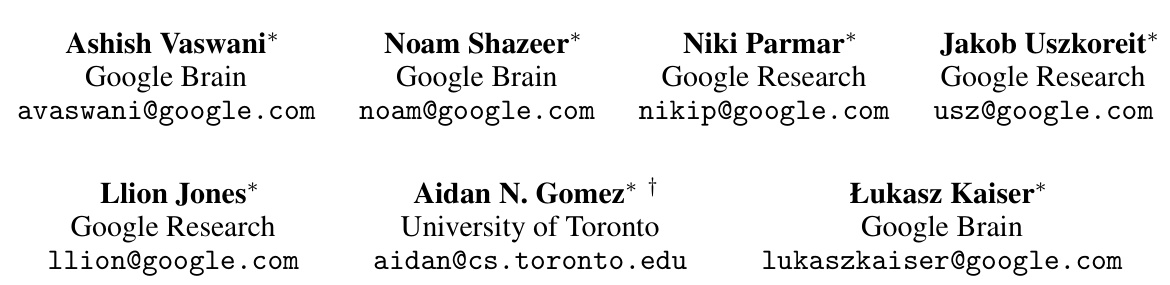 Ashish Vaswani* Noam Shazeer* Niki Parmar* Jakob Uszkoreit*
Google Brain Google Brain Google Research Google Research
avaswani@google.com noam@google.com nikip@google.com usz@google.com
Llion Jones* Aidan N. Gomez* † Łukasz Kaiser*
Google Research University of Toronto Google Brain
llion@google.com aidan@cs.toronto.edu lukaszkaiser@google.com